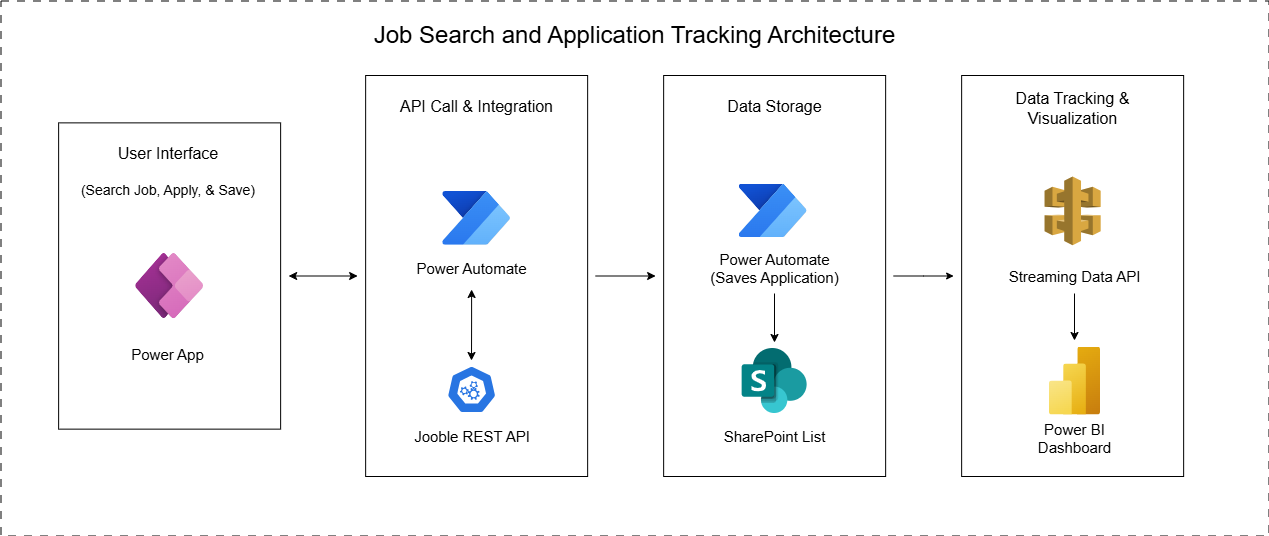 Job Search and Application Tracking Architecture
User Interface
(Search Job, Apply, & Save)
Power App
API Call & Integration
Power Automate
Jooble REST API
Data Storage
Power Automate
(Saves Application)
S
SharePoint List
Data Tracking &
Visualization
Streaming Data API
Power BI
Dashboard